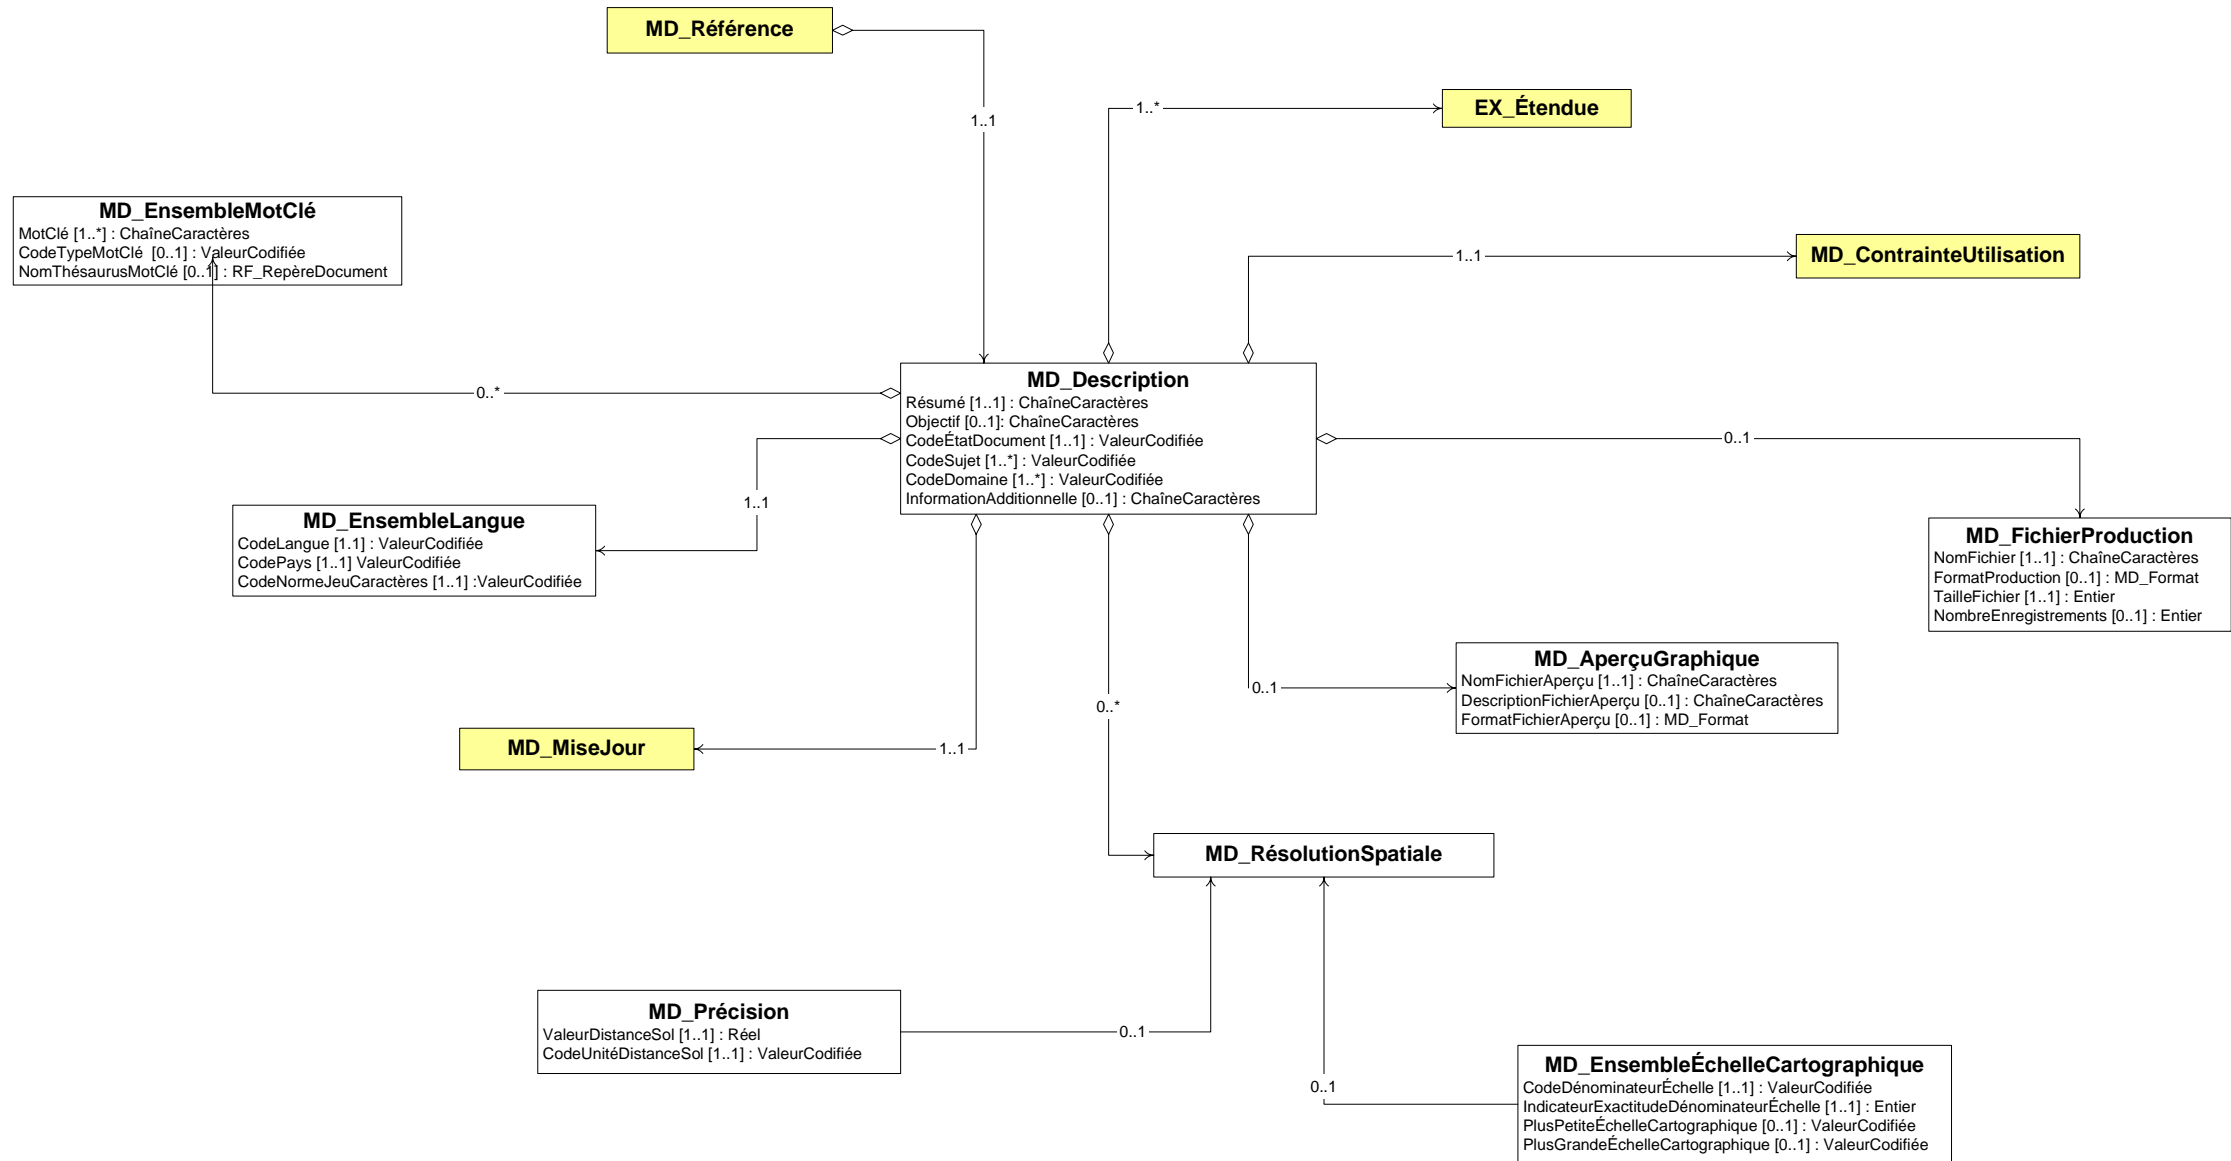 MD_Référence
1..1
1..*
EX_Étendue
MD_EnsembleMotClé
MotClé [1..*] : ChaîneCaractères
CodeTypeMotClé [0..1] : ValeurCodifiée
NomThésaurusMotClé [0..1] : RF_RepèreDocument
1..1
MD_ContrainteUtilisation
0..*
MD_Description
Résumé [1..1] : ChaîneCaractères
Objectif [0..1]: ChaîneCaractères
CodeÉtatDocument [1..1] : ValeurCodifiée
CodeSujet [1..*] : ValeurCodifiée
CodeDomaine [1..*] : ValeurCodifiée
InformationAdditionnelle [0..1] : ChaîneCaractères
0..1
1..1
MD_EnsembleLangue
CodeLangue [1.1] : ValeurCodifiée
CodePays [1..1] ValeurCodifiée
CodeNormeJeuCaractères [1..1] :ValeurCodifiée
MD_FichierProduction
NomFichier [1..1] : ChaîneCaractères
FormatProduction [0..1] : MD_Format
TailleFichier [1..1] : Entier
NombreEnregistrements [0..1] : Entier
0..1
MD_AperçuGraphique
NomFichierAperçu [1..1] : ChaîneCaractères
DescriptionFichierAperçu [0..1] : ChaîneCaractères
FormatFichierAperçu [0..1] : MD_Format
0..*
MD_MiseJour
1..1
MD_RésolutionSpatiale
MD_Précision
ValeurDistanceSol [1..1] : Réel
CodeUnitéDistanceSol [1..1] : ValeurCodifiée
0..1
0..1
MD_EnsembleÉchelleCartographique
CodeDénominateurÉchelle [1..1] : ValeurCodifiée
IndicateurExactitudeDénominateurÉchelle [1..1] : Entier
PlusPetiteÉchelleCartographique [0..1] : ValeurCodifiée
PlusGrandeÉchelleCartographique [0..1] : ValeurCodifiée